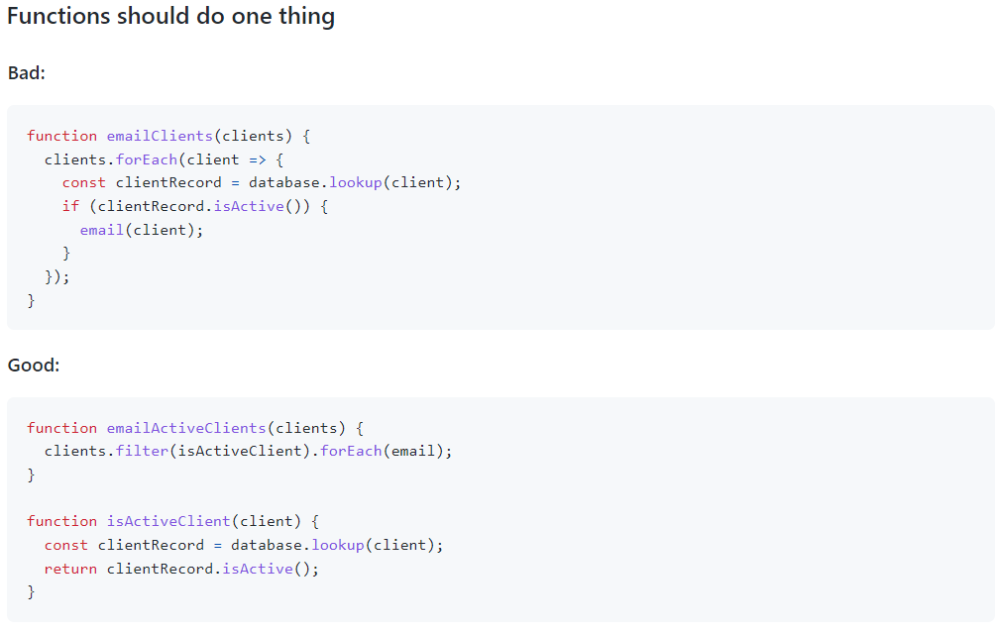 Functions should do one thing
Bad:
function emailClients(clients) {
  clients.forEach(client => {
    const clientRecord = database.lookup(client);
    if (clientRecord.isActive()) {
      email(client);
    }
  });
}
Good:
function emailActiveClients(clients) {
  clients.filter(isActiveClient).forEach(email);
}
function isActiveClient(client) {
  const clientRecord = database.lookup(client);
  return clientRecord.isActive();
}